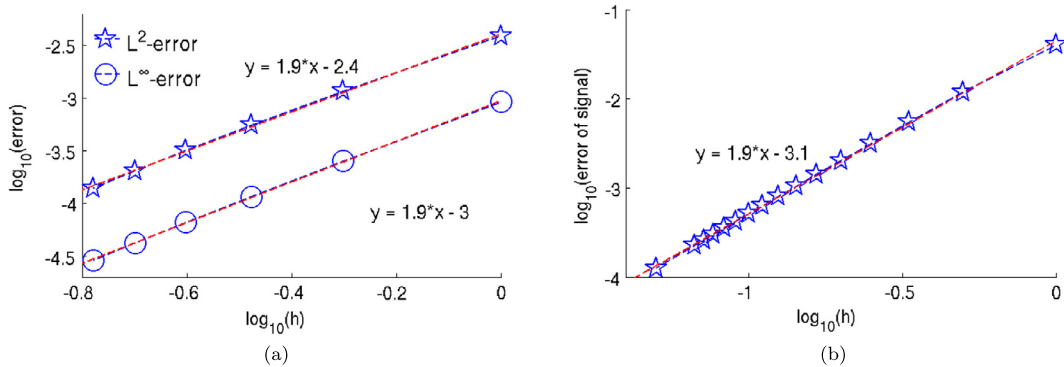 L²-error
L∞-error
y = 1.9*x - 2.4
y = 1.9*x - 3
-2.5
-3
-3.5
-4
-4.5
log₁₀(error)
-0.8
-0.6
-0.4
-0.2
0
log₁₀(h)
(a)
y = 1.9*x - 3.1
-1
-2
-3
-4
log₁₀(error of signal)
-1
-0.5
0
log₁₀(h)
(b)